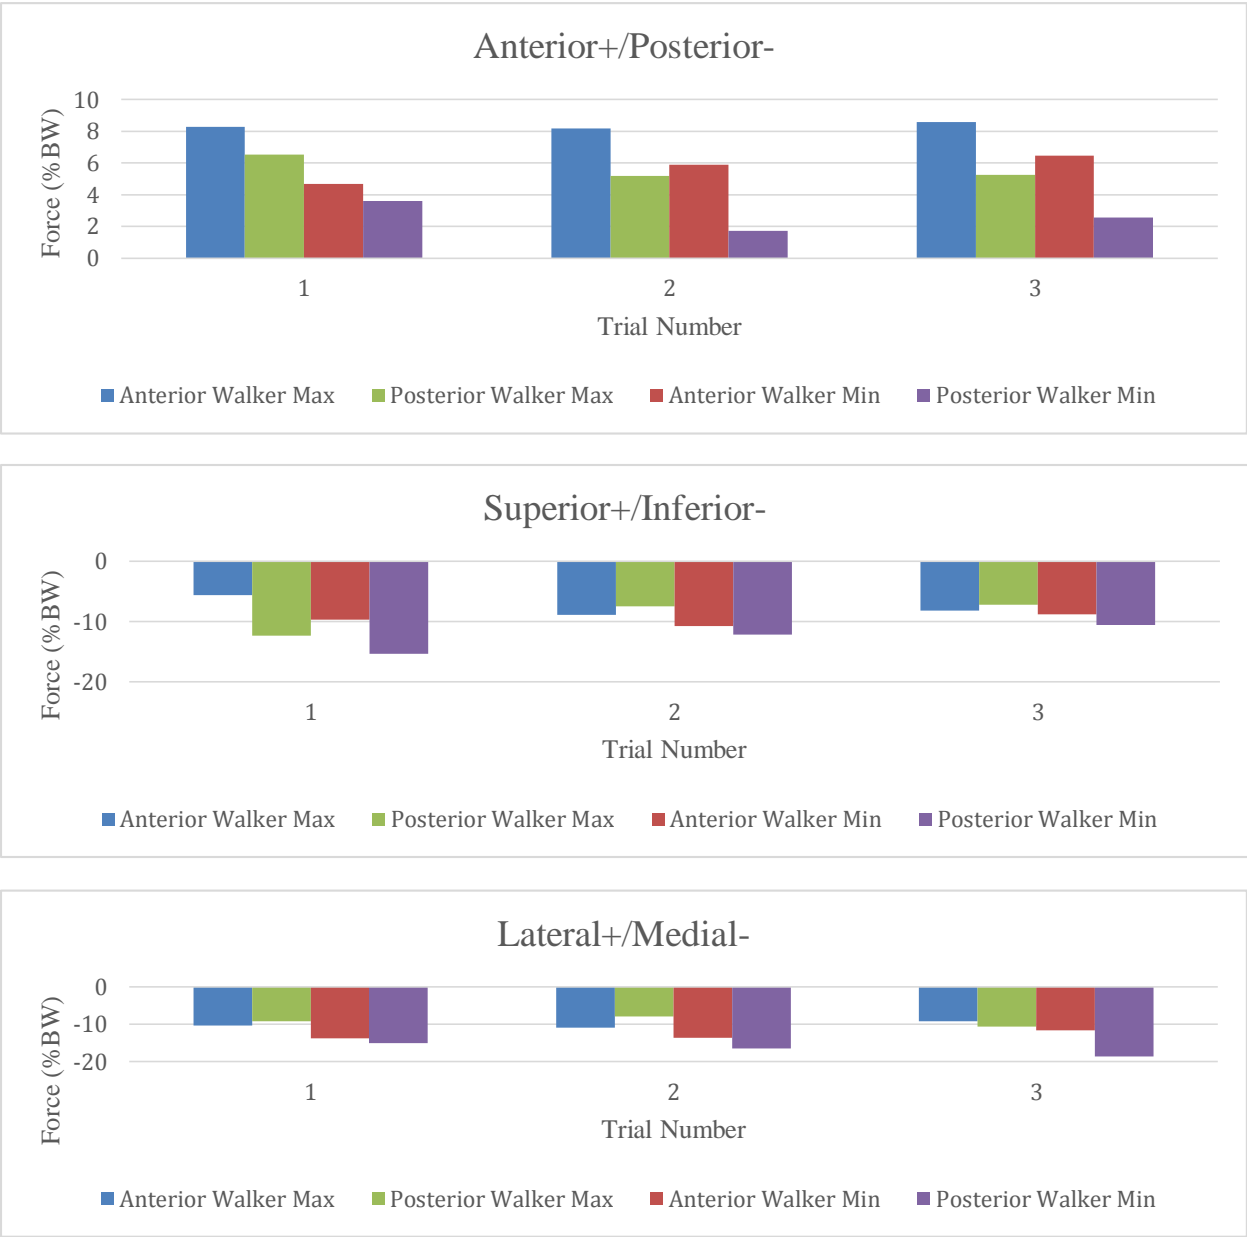 Anterior+/Posterior-
Force (%BW)
10
8
6
4
2
0
1 2 3
Trial Number
Anterior Walker Max Posterior Walker Max Anterior Walker Min Posterior Walker Min
Superior+/Inferior-
Force (%BW)
0
-10
-20
1 2 3
Trial Number
Anterior Walker Max Posterior Walker Max Anterior Walker Min Posterior Walker Min
Lateral+/Medial-
Force (%BW)
0
-10
-20
1 2 3
Trial Number
Anterior Walker Max Posterior Walker Max Anterior Walker Min Posterior Walker Min